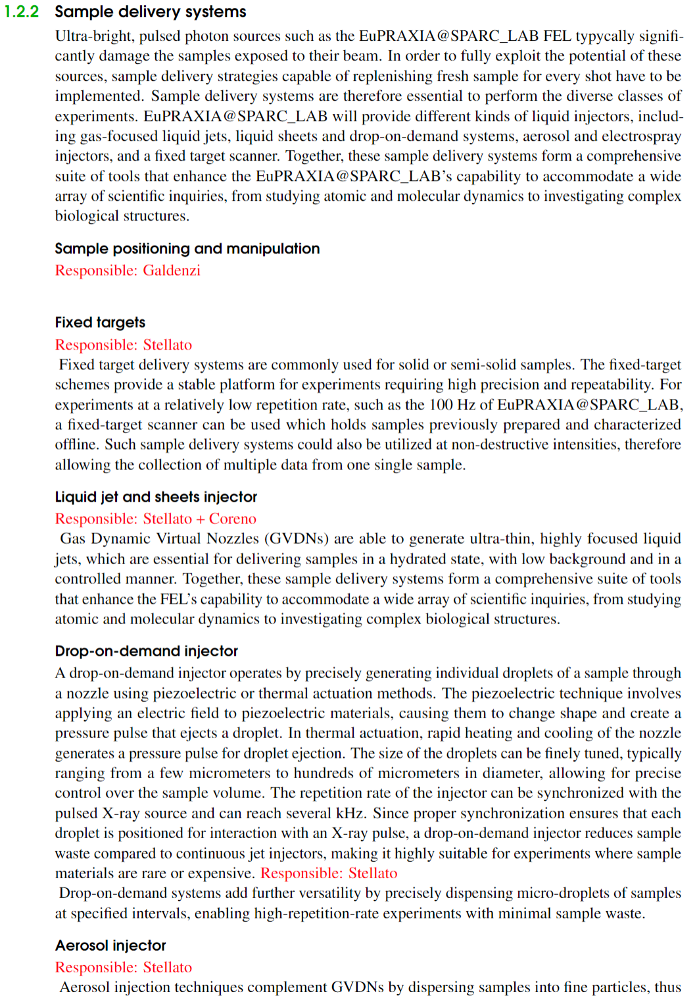 1.2.2 Sample delivery systems
Ultra-bright, pulsed photon sources such as the EuPRAXIA@SPARC_LAB FEL typycally signifi-
cantly damage the samples exposed to their beam. In order to fully exploit the potential of these
sources, sample delivery strategies capable of replenishing fresh sample for every shot have to be
implemented. Sample delivery systems are therefore essential to perform the diverse classes of
experiments. EuPRAXIA@SPARC_LAB will provide different kinds of liquid injectors, includ-
ing gas-focused liquid jets, liquid sheets and drop-on-demand systems, aerosol and electrospray
injectors, and a fixed target scanner. Together, these sample delivery systems form a comprehensive
suite of tools that enhance the EuPRAXIA@SPARC_LAB's capability to accommodate a wide
array of scientific inquiries, from studying atomic and molecular dynamics to investigating complex
biological structures.
Sample positioning and manipulation
Responsible: Galdenzi
Fixed targets
Responsible: Stellato
Fixed target delivery systems are commonly used for solid or semi-solid samples. The fixed-target
schemes provide a stable platform for experiments requiring high precision and repeatability. For
experiments at a relatively low repetition rate, such as the 100 Hz of EuPRAXIA@SPARC_LAB,
a fixed-target scanner can be used which holds samples previously prepared and characterized
offline. Such sample delivery systems could also be utilized at non-destructive intensities, therefore
allowing the collection of multiple data from one single sample.
Liquid jet and sheets injector
Responsible: Stellato + Coreno
Gas Dynamic Virtual Nozzles (GVDNs) are able to generate ultra-thin, highly focused liquid
jets, which are essential for delivering samples in a hydrated state, with low background and in a
controlled manner. Together, these sample delivery systems form a comprehensive suite of tools
that enhance the FEL's capability to accommodate a wide array of scientific inquiries, from studying
atomic and molecular dynamics to investigating complex biological structures.
Drop-on-demand injector
A drop-on-demand injector operates by precisely generating individual droplets of a sample through
a nozzle using piezoelectric or thermal actuation methods. The piezoelectric technique involves
applying an electric field to piezoelectric materials, causing them to change shape and create a
pressure pulse that ejects a droplet. In thermal actuation, rapid heating and cooling of the nozzle
generates a pressure pulse for droplet ejection. The size of the droplets can be finely tuned, typically
ranging from a few micrometers to hundreds of micrometers in diameter, allowing for precise
control over the sample volume. The repetition rate of the injector can be synchronized with the
pulsed X-ray source and can reach several kHz. Since proper synchronization ensures that each
droplet is positioned for interaction with an X-ray pulse, a drop-on-demand injector reduces sample
waste compared to continuous jet injectors, making it highly suitable for experiments where sample
materials are rare or expensive. Responsible: Stellato
Drop-on-demand systems add further versatility by precisely dispensing micro-droplets of samples
at specified intervals, enabling high-repetition-rate experiments with minimal sample waste.
Aerosol injector
Responsible: Stellato
Aerosol injection techniques complement GVDNs by dispersing samples into fine particles, thus